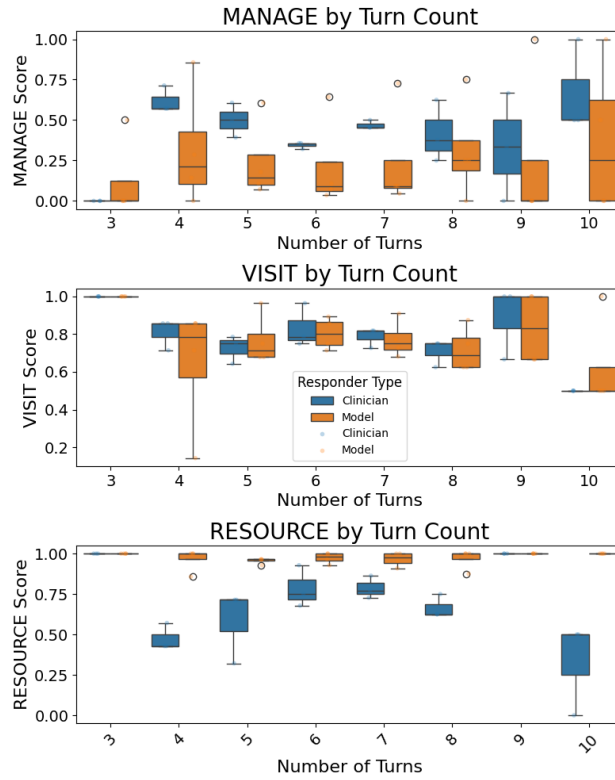 MANAGE by Turn Count
MANAGE Score
1.00
0.75
0.50
0.25
0.00
3 4 5 6 7 8 9 10
Number of Turns
VISIT by Turn Count
VISIT Score
1.0
0.8
0.6
0.4
0.2
Responder Type
Clinician
Model
Clinician
Model
3 4 5 6 7 8 9 10
Number of Turns
RESOURCE by Turn Count
RESOURCE Score
1.00
0.75
0.50
0.25
0.00
3 4 5 6 7 8 9 10
Number of Turns